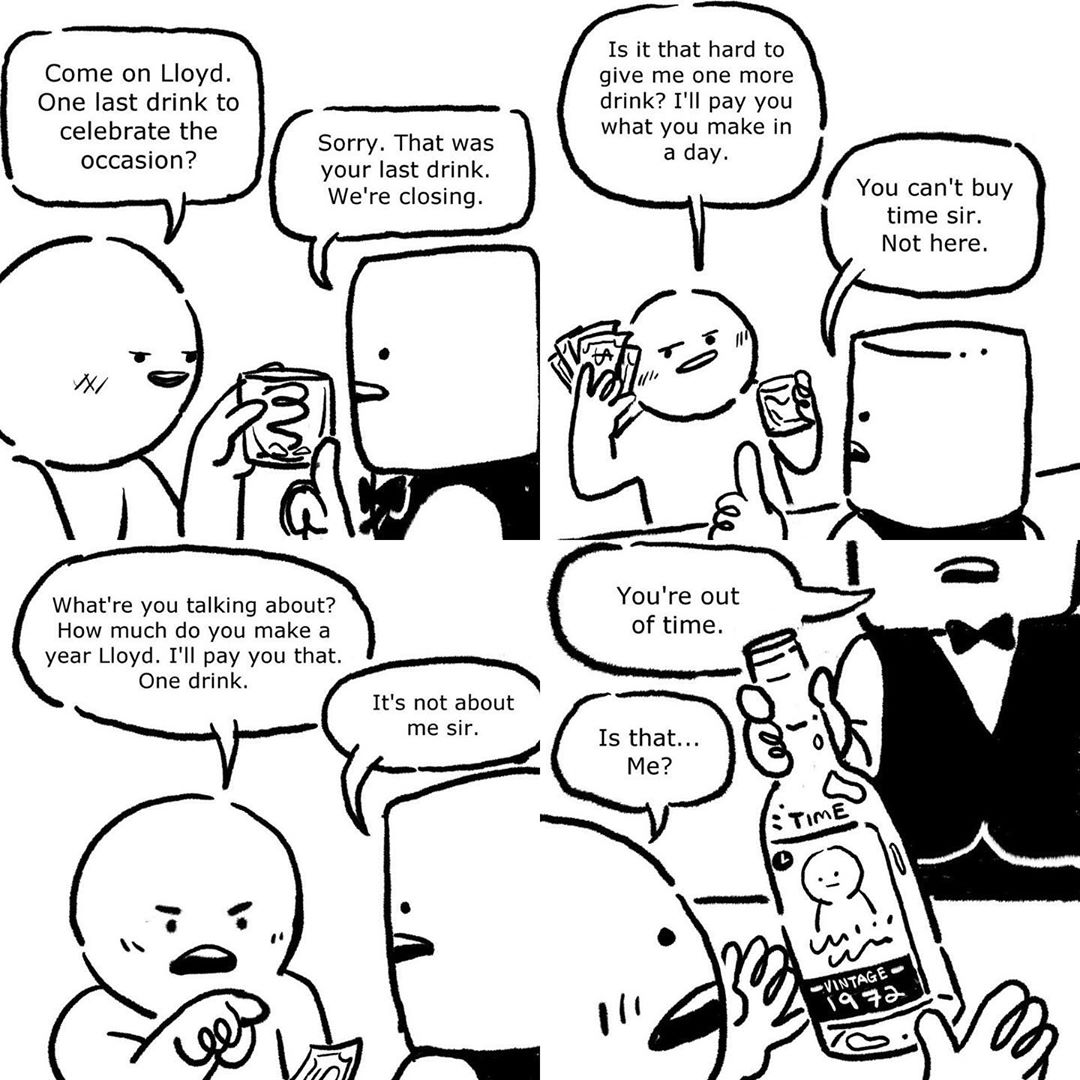 Come on Lloyd.
One last drink to
celebrate the
occasion?
Sorry. That was
your last drink.
We're closing.
Is it that hard to
give me one more
drink? I'll pay you
what you make in
a day.
You can't buy
time sir.
Not here.
What're you talking about?
How much do you make a
year Lloyd. I'll pay you that.
One drink.
It's not about
me sir.
You're out
of time.
Is that...
Me?
TIME
VINTAGE
1972